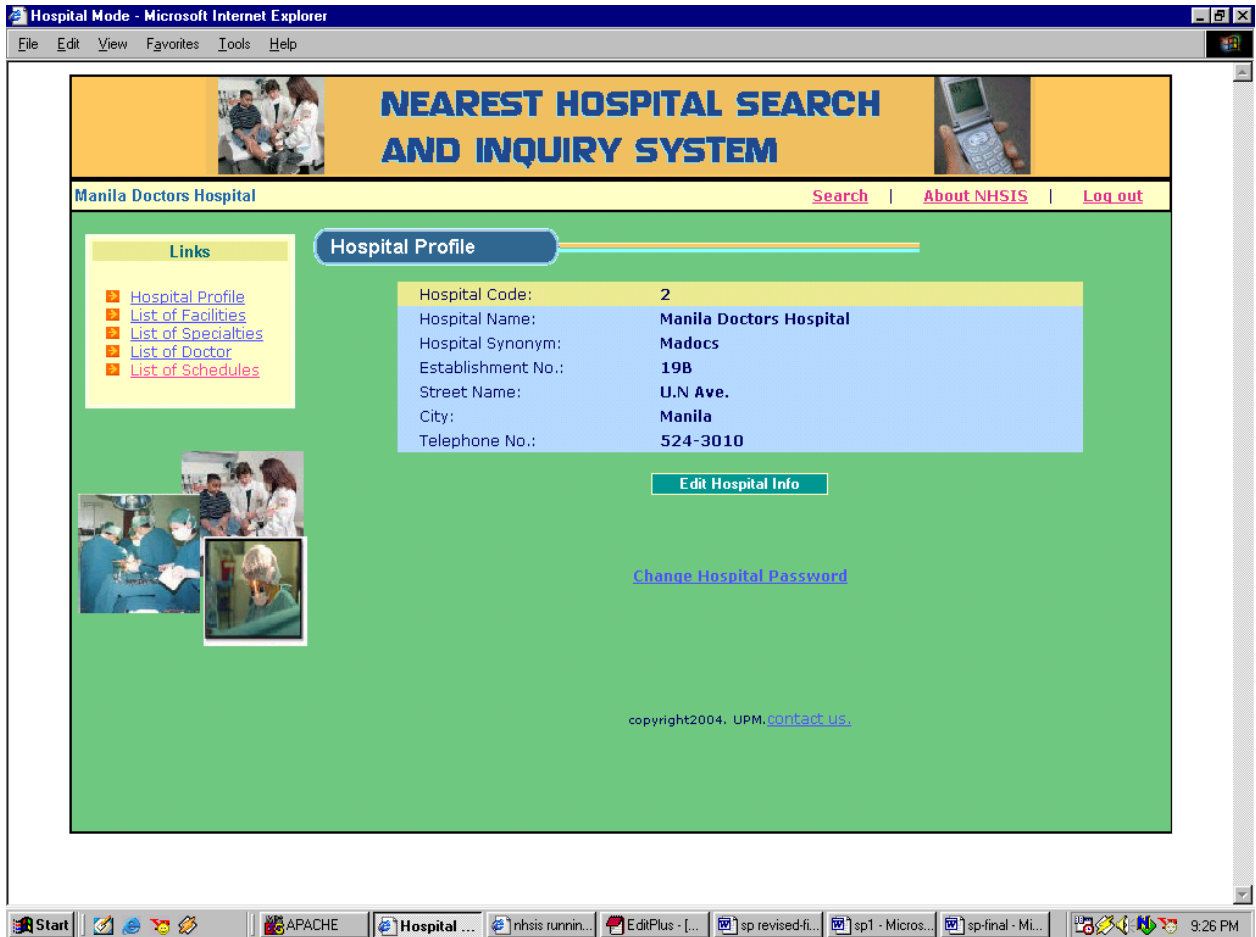 Hospital Mode - Microsoft Internet Explorer
File Edit View Favorites Tools Help
NEAREST HOSPITAL SEARCH
AND INQUIRY SYSTEM
Manila Doctors Hospital
Search | About NHSIS | Log out
Links
Hospital Profile
List of Facilities
List of Specialties
List of Doctor
List of Schedules
Hospital Profile
Hospital Code: 2
Hospital Name: Manila Doctors Hospital
Hospital Synonym: Madocs
Establishment No.: 19B
Street Name: U.N Ave.
City: Manila
Telephone No.: 524-3010
Edit Hospital Info
Change Hospital Password
copyright2004. UPM.contact us.
Start APACHE Hospital ... nhsis runnin... EditPlus - [... sp revised-fi... sp1 - Micros... sp-final - Mi... 9:26 PM